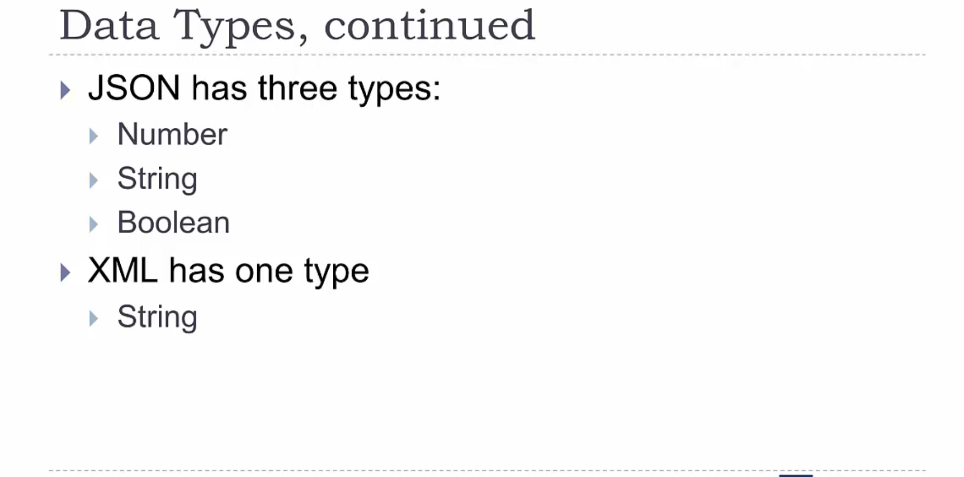 Data Types, continued
JSON has three types:
Number
String
Boolean
XML has one type
String